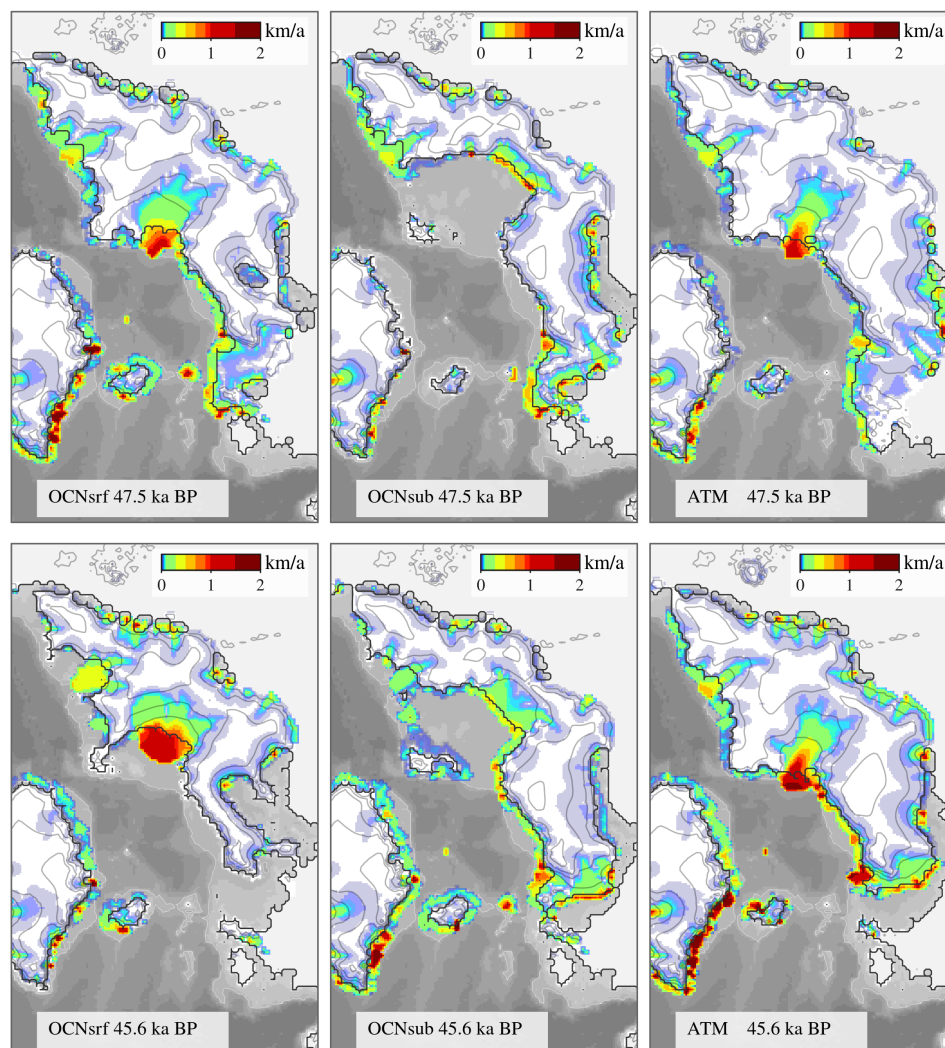 km/a
0 1 2
km/a
0 1 2
km/a
0 1 2
OCNsrf 47.5 ka BP
OCNsub 47.5 ka BP
ATM 47.5 ka BP
km/a
0 1 2
km/a
0 1 2
km/a
0 1 2
OCNsrf 45.6 ka BP
OCNsub 45.6 ka BP
ATM 45.6 ka BP